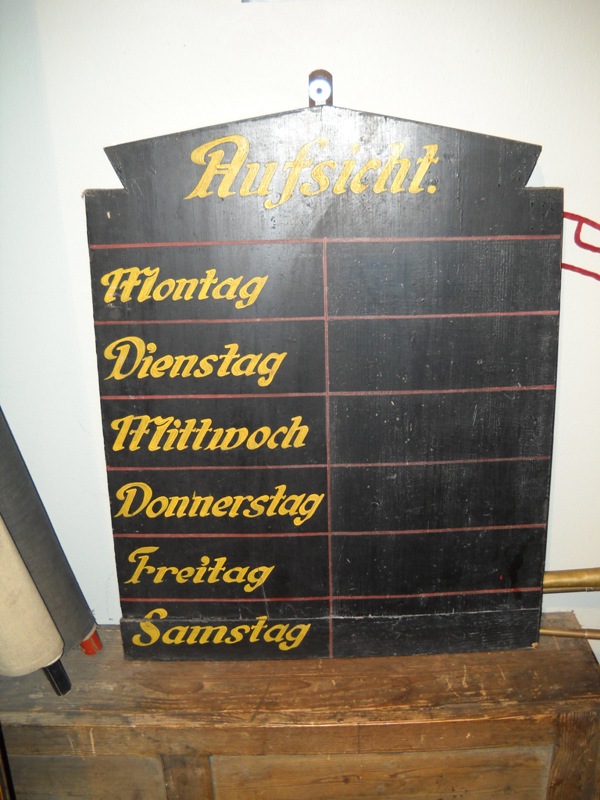 Aufsicht.
Montag
Dienstag
Mittwoch
Donnerstag
Freitag
Samstag